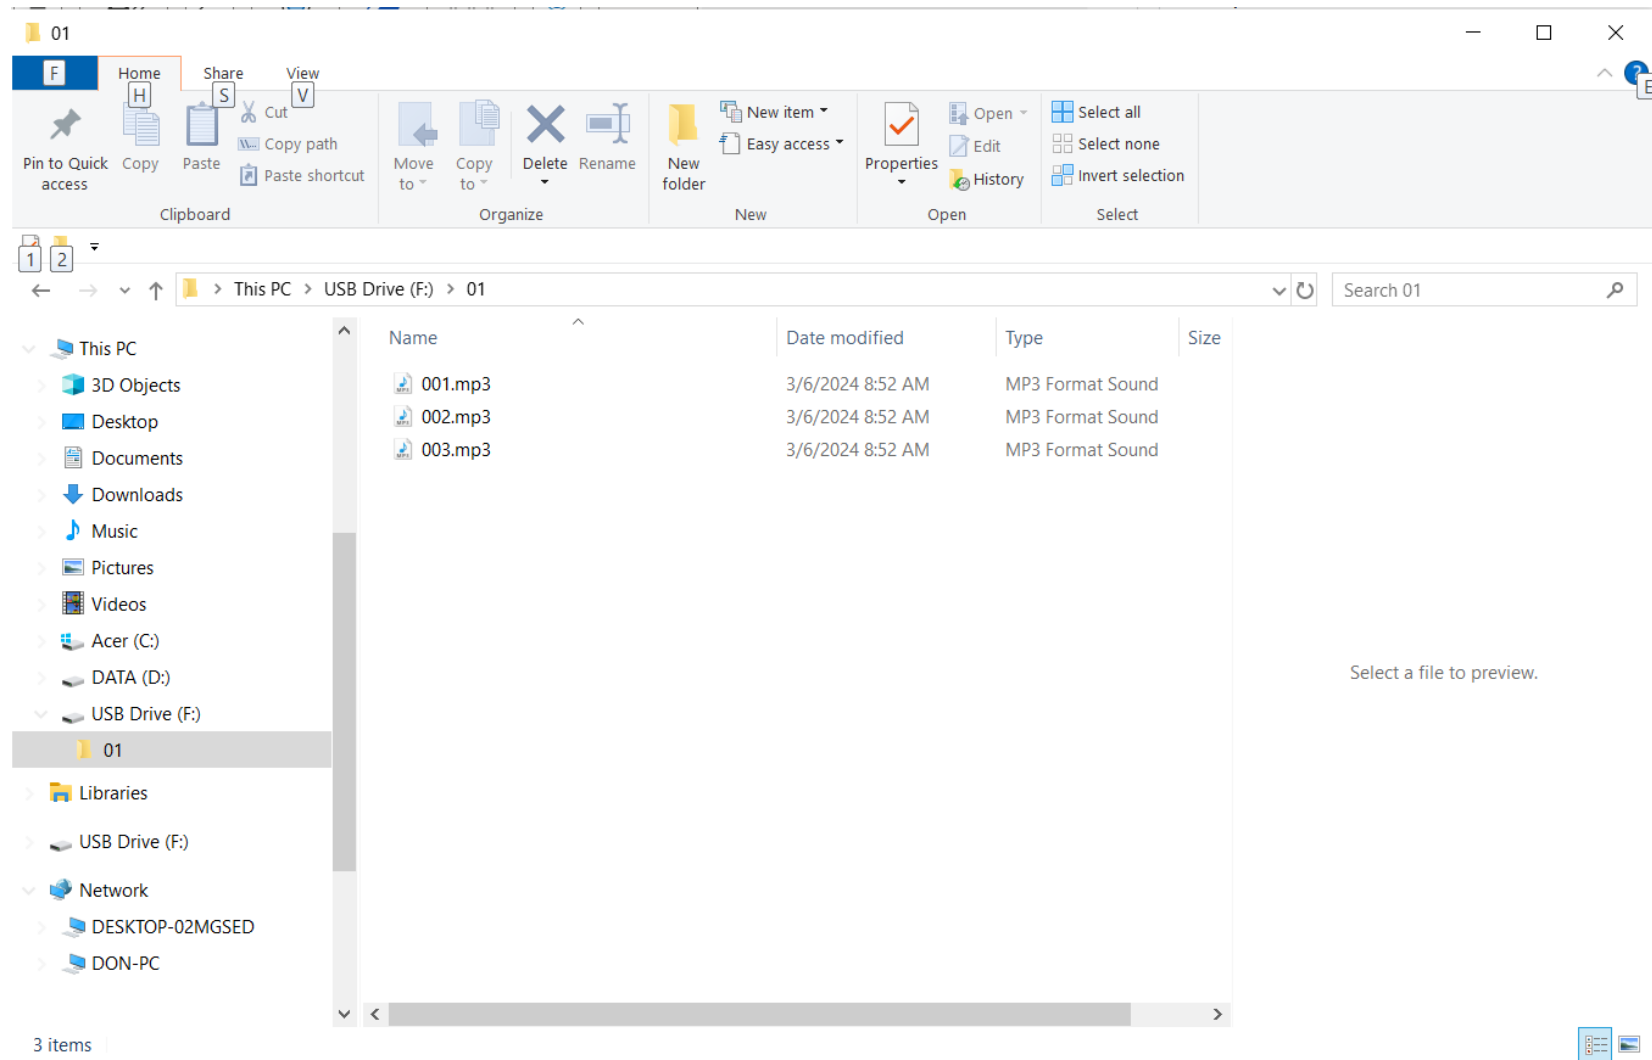 01
F
Home Share View
H S V
E
Pin to Quick access
Copy
Paste
Cut
Copy path
Paste shortcut
Clipboard
Move to
Copy to
Delete
Rename
Organize
New folder
New item
Easy access
New
Properties
Open
Edit
History
Open
Select all
Select none
Invert selection
Select
1 2
This PC > USB Drive (F:) > 01
Search 01
This PC
3D Objects
Desktop
Documents
Downloads
Music
Pictures
Videos
Acer (C:)
DATA (D:)
USB Drive (F:)
01
Libraries
USB Drive (F:)
Network
DESKTOP-02MGSED
DON-PC
Name Date modified Type Size
001.mp3 3/6/2024 8:52 AM MP3 Format Sound
002.mp3 3/6/2024 8:52 AM MP3 Format Sound
003.mp3 3/6/2024 8:52 AM MP3 Format Sound
Select a file to preview.
3 items